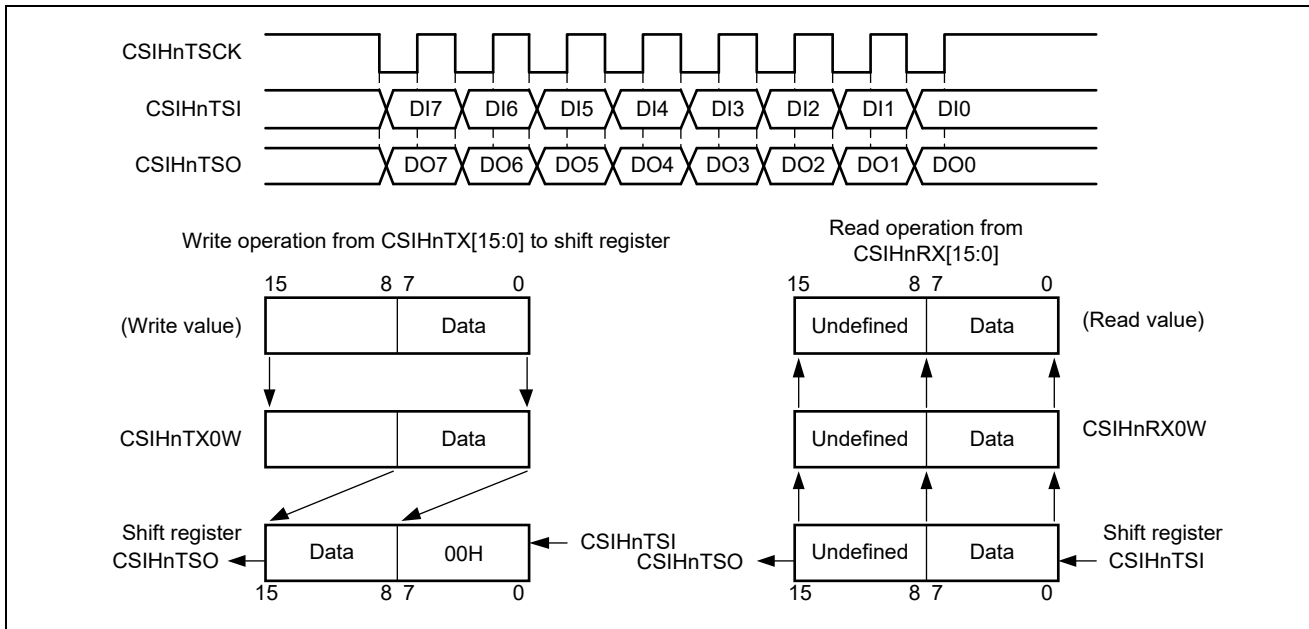 CSIHnTSCK
CSIHnTSI DI7 DI6 DI5 DI4 DI3 DI2 DI1 DI0
CSIHnTSO DO7 DO6 DO5 DO4 DO3 DO2 DO1 DO0
Write operation from CSIHnTX[15:0] to shift register
15 8 7 0
(Write value) Data
CSIHnTX0W Data
Shift register
CSIHnTSO Data 00H CSIHnTSI
15 8 7 0
Read operation from
CSIHnRX[15:0]
15 8 7 0
Undefined Data (Read value)
Undefined Data CSIHnRX0W
Shift register
CSIHnTSO Undefined Data CSIHnTSI
15 8 7 0